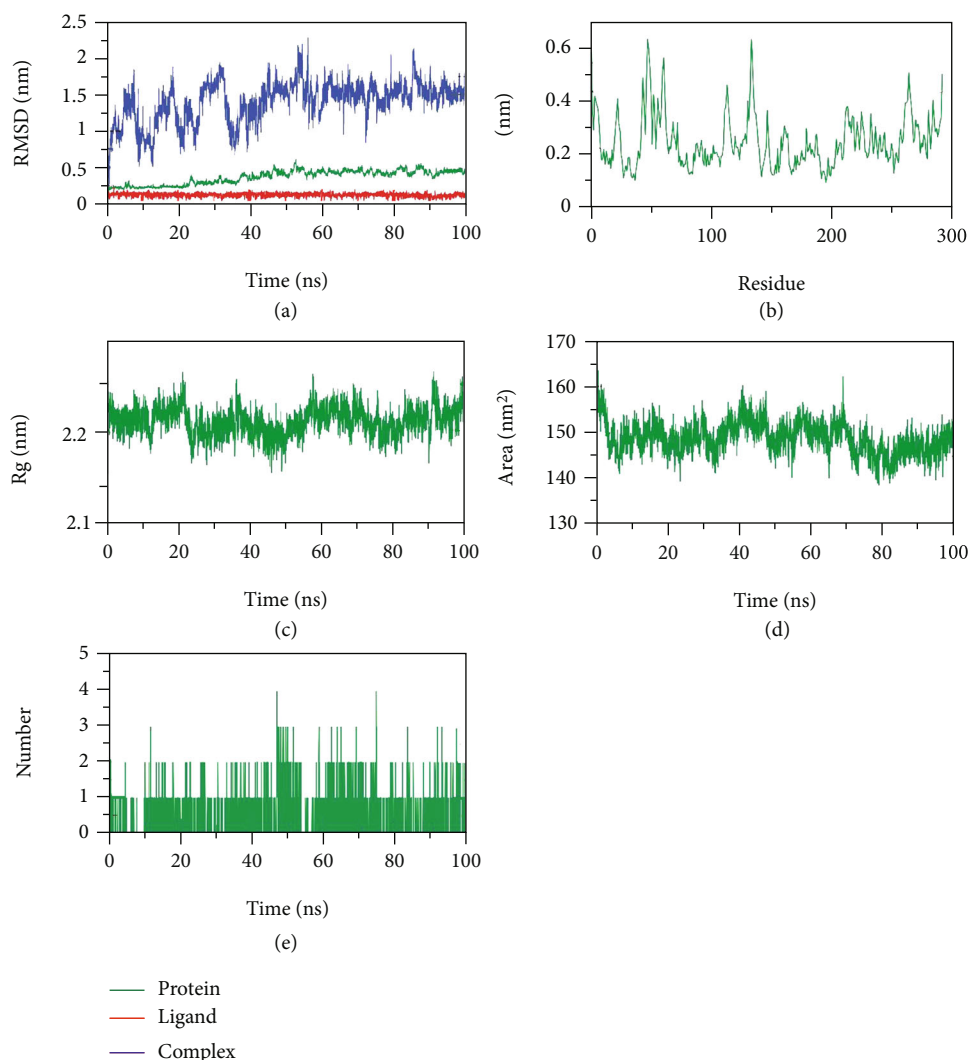 2.5
2
1.5
1
0.5
0
RMSD (nm)
0 20 40 60 80 100
Time (ns)
(a)
0.6
0.4
0.2
0
(nm)
0 100 200 300
Residue
(b)
2.2
2.1
Rg (nm)
0 20 40 60 80 100
Time (ns)
(c)
170
160
150
140
130
Area (nm²)
0 20 40 60 80 100
Time (ns)
(d)
5
4
3
2
1
0
Number
0 20 40 60 80 100
Time (ns)
(e)
Protein
Ligand
Complex